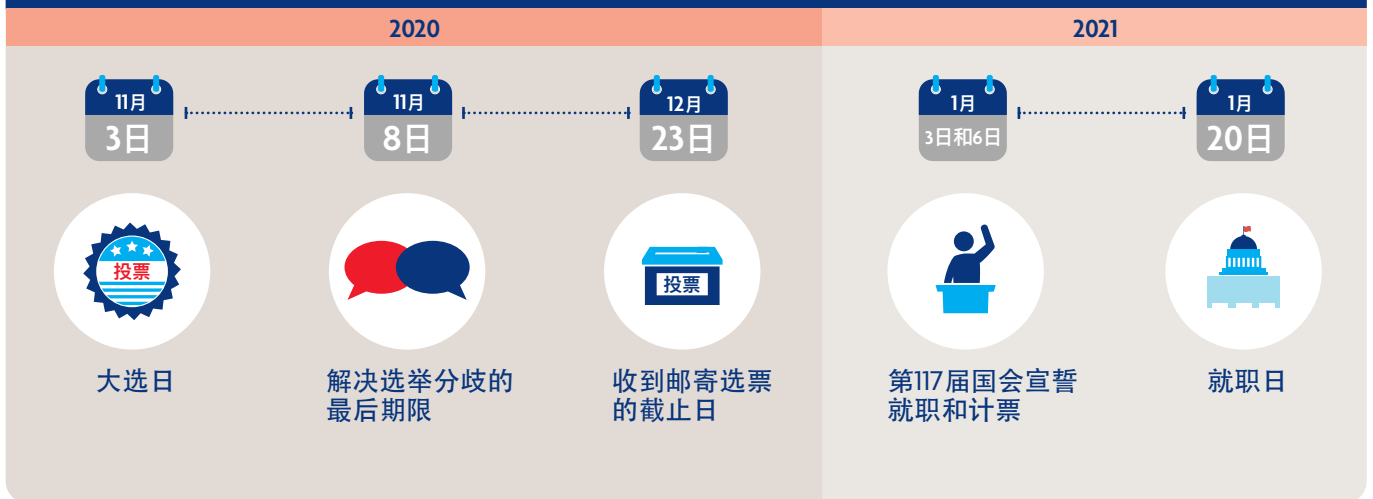 2020
2021
11月
3日
11月
8日
12月
23日
1月
3日和6日
1月
20日
投票
投票
大选日
解决选举分歧的
最后期限
收到邮寄选票
的截止日
第117届国会宣誓
就职和计票
就职日